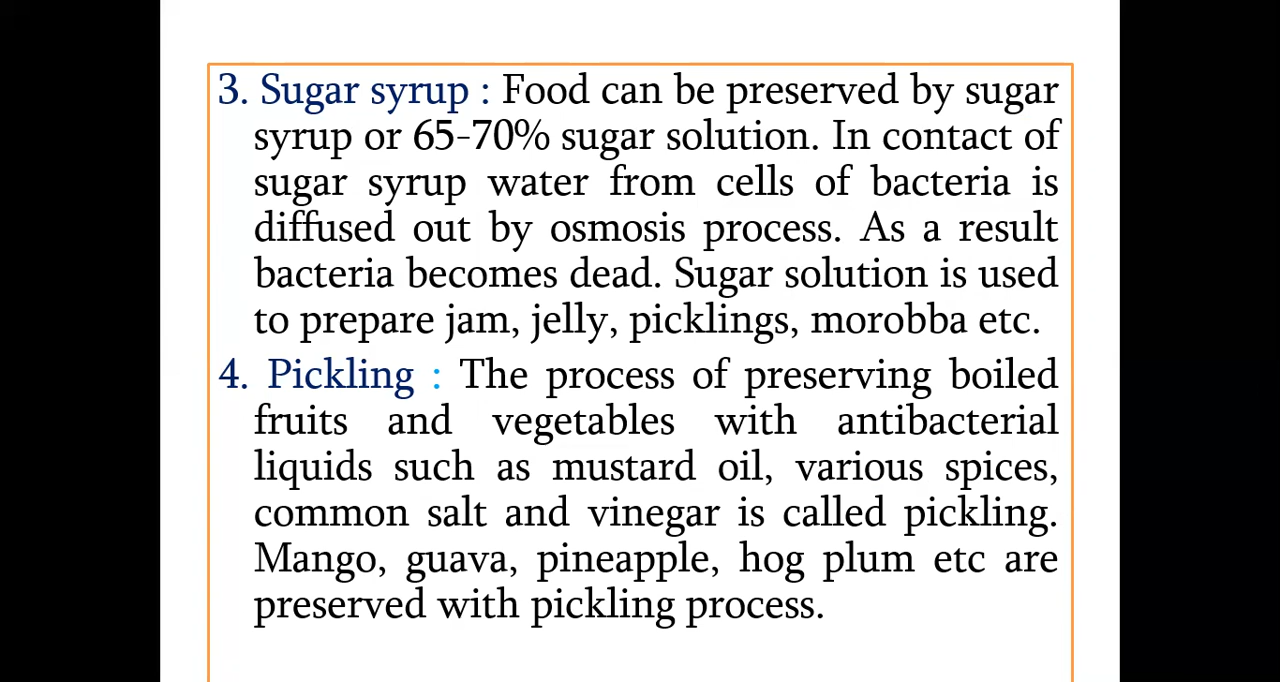 3. Sugar syrup : Food can be preserved by sugar
syrup or 65-70% sugar solution. In contact of
sugar syrup water from cells of bacteria is
diffused out by osmosis process. As a result
bacteria becomes dead. Sugar solution is used
to prepare jam, jelly, picklings, morobba etc.
4. Pickling : The process of preserving boiled
fruits and vegetables with antibacterial
liquids such as mustard oil, various spices,
common salt and vinegar is called pickling.
Mango, guava, pineapple, hog plum etc are
preserved with pickling process.